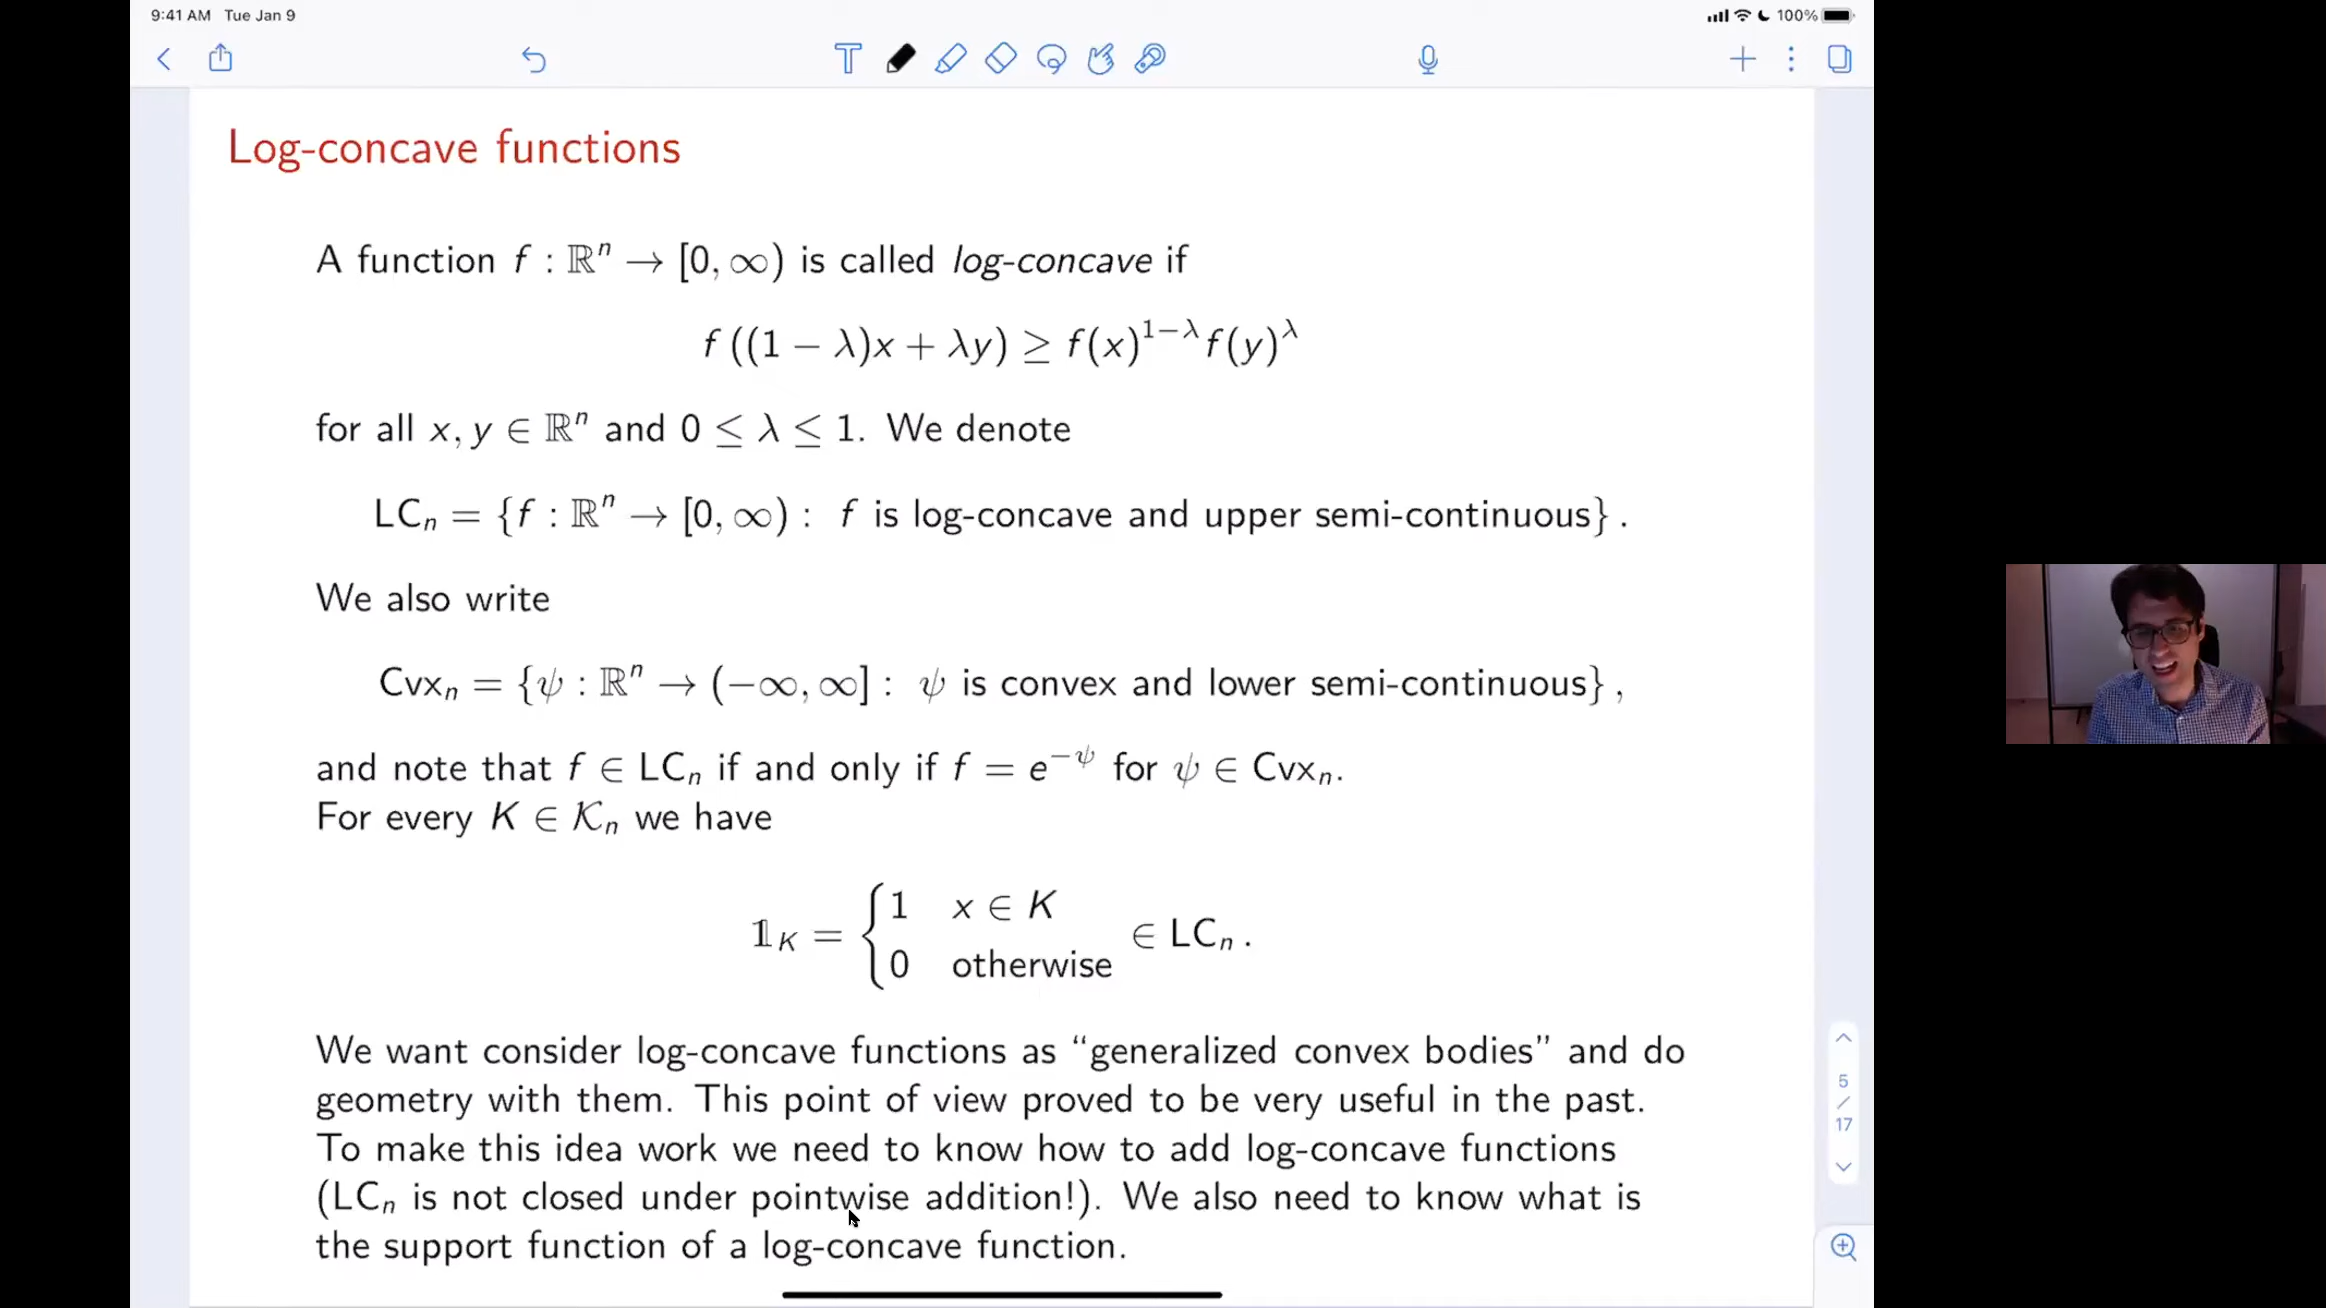 9:41 AM Tue Jan 9
100%
Log-concave functions
A function f : ℝⁿ → [0, ∞) is called log-concave if
f ((1 − λ)x + λy) ≥ f(x)^{1−λ} f(y)^λ
for all x, y ∈ ℝⁿ and 0 ≤ λ ≤ 1. We denote
LCₙ = {f : ℝⁿ → [0, ∞) : f is log-concave and upper semi-continuous} .
We also write
Cvxₙ = {ψ : ℝⁿ → (−∞, ∞] : ψ is convex and lower semi-continuous} ,
and note that f ∈ LCₙ if and only if f = e^{−ψ} for ψ ∈ Cvxₙ.
For every K ∈ 𝒦ₙ we have
𝟙_K = { 1 x ∈ K
0 otherwise ∈ LCₙ .
We want consider log-concave functions as “generalized convex bodies” and do
geometry with them. This point of view proved to be very useful in the past.
To make this idea work we need to know how to add log-concave functions
(LCₙ is not closed under pointwise addition!). We also need to know what is
the support function of a log-concave function.
5
/
17